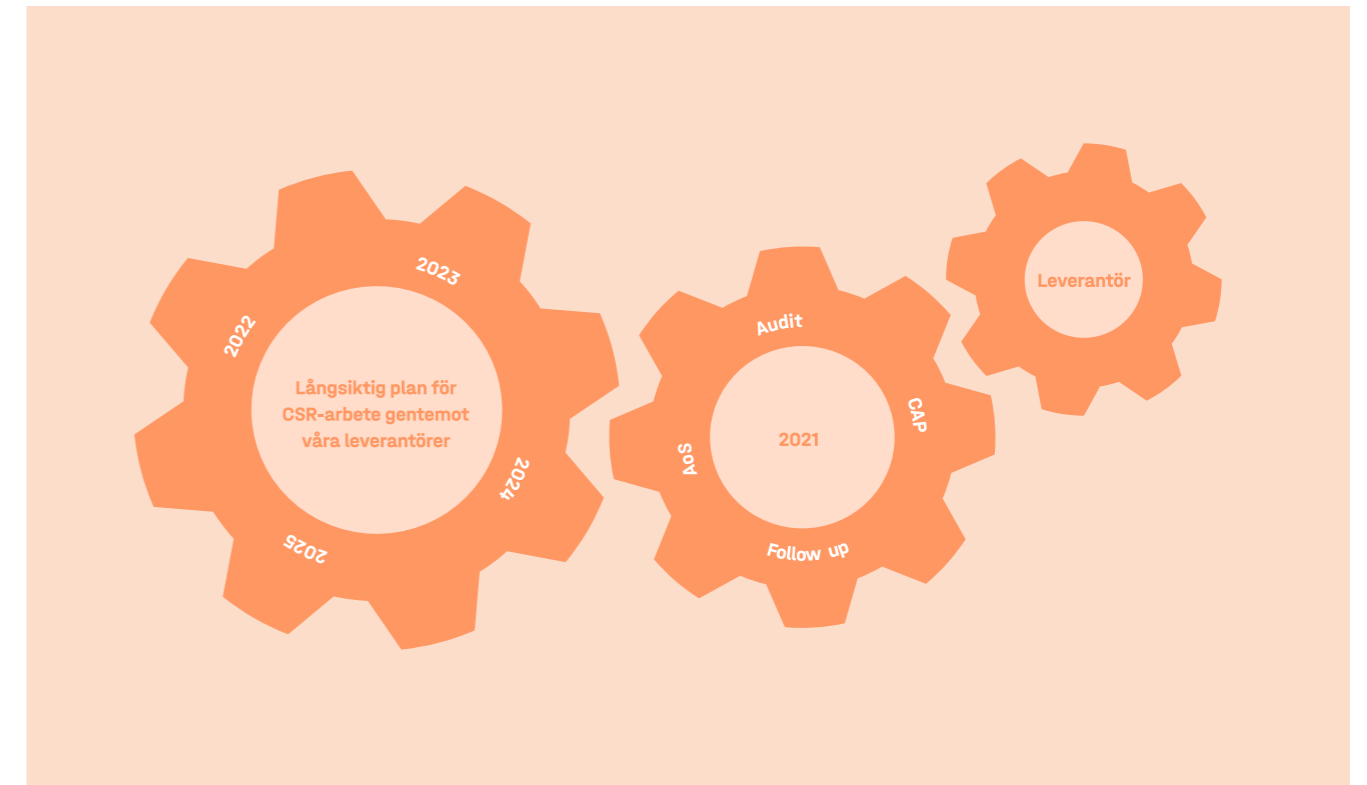 2022
2023
2024
2025
Långsiktig plan för
CSR-arbete gentemot
våra leverantörer
AoS
Audit
CAP
Follow up
2021
Leverantör